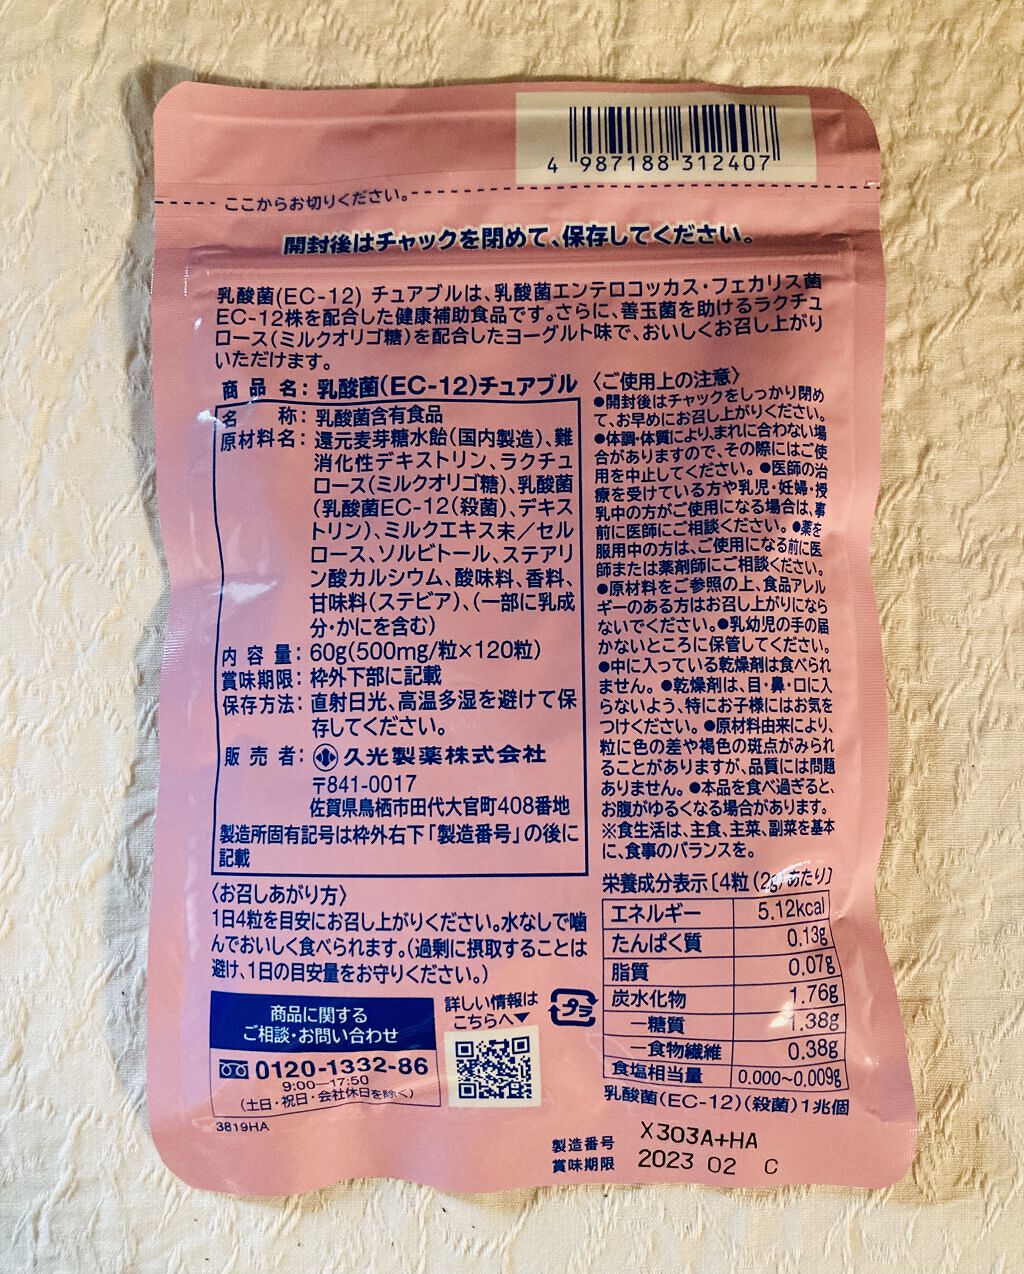 4 987188 312407
ここからお切りください。
開封後はチャックを閉めて、保存してください。
乳酸菌(EC-12) チュアブルは、乳酸菌エンテロコッカス・フェカリス菌
EC-12株を配合した健康補助食品です。さらに、善玉菌を助けるラクチュ
ロース(ミルクオリゴ糖)を配合したヨーグルト味で、おいしくお召し上がり
いただけます。
商品名：乳酸菌(EC-12)チュアブル
名称：乳酸菌含有食品
原材料名：還元麦芽糖水飴(国内製造)、難
消化性デキストリン、ラクチュ
ロース(ミルクオリゴ糖)、乳酸菌
(乳酸菌EC-12(殺菌)、デキス
トリン)、ミルクエキス末／セル
ロース、ソルビトール、ステアリ
ン酸カルシウム、酸味料、香料、
甘味料(ステビア)、(一部に乳成
分・かにを含む)
内容量：60g(500mg/粒×120粒)
賞味期限：枠外下部に記載
保存方法：直射日光、高温多湿を避けて保
存してください。
販売者：久光製薬株式会社
〒841-0017
佐賀県鳥栖市田代大官町408番地
製造所固有記号は枠外右下「製造番号」の後に
記載
〈お召しあがり方〉
1日4粒を目安にお召し上がりください。水なしで噛
んでおいしく食べられます。(過剰に摂取することは
避け、1日の目安量をお守りください。)
商品に関する
ご相談・お問い合わせ
0120-1332-86
9:00―17:50
(土日・祝日・会社休日を除く)
3819HA
詳しい情報は
こちらへ▼
プラ
〈ご使用上の注意〉
●開封後はチャックをしっかり閉め
て、お早めにお召し上がりください。
●体調・体質により、まれに合わない場
合がありますので、その際にはご使
用を中止してください。●医師の治
療を受けている方や乳児・妊婦・授
乳中の方がご使用になる場合は、事
前に医師にご相談ください。●薬を
服用中の方は、ご使用になる前に医
師または薬剤師にご相談ください。
●原材料をご参照の上、食品アレル
ギーのある方はお召し上がりになら
ないでください。●乳幼児の手の届
かないところに保管してください。
●中に入っている乾燥剤は食べられ
ません。●乾燥剤は、目・鼻・口に入
らないよう、特にお子様にはお気を
つけください。●原材料由来により、
粒に色の差や褐色の斑点がみられ
ることがありますが、品質には問題
ありません。●本品を食べ過ぎると、
お腹がゆるくなる場合があります。
※食生活は、主食、主菜、副菜を基本
に、食事のバランスを。
栄養成分表示〔4粒(2g)あたり〕
エネルギー 5.12kcal
たんぱく質 0.13g
脂質 0.07g
炭水化物 1.76g
―糖質 1.38g
―食物繊維 0.38g
食塩相当量 0.000～0.009g
乳酸菌(EC-12)(殺菌)1兆個
製造番号 X303A+HA
賞味期限 2023 02 C